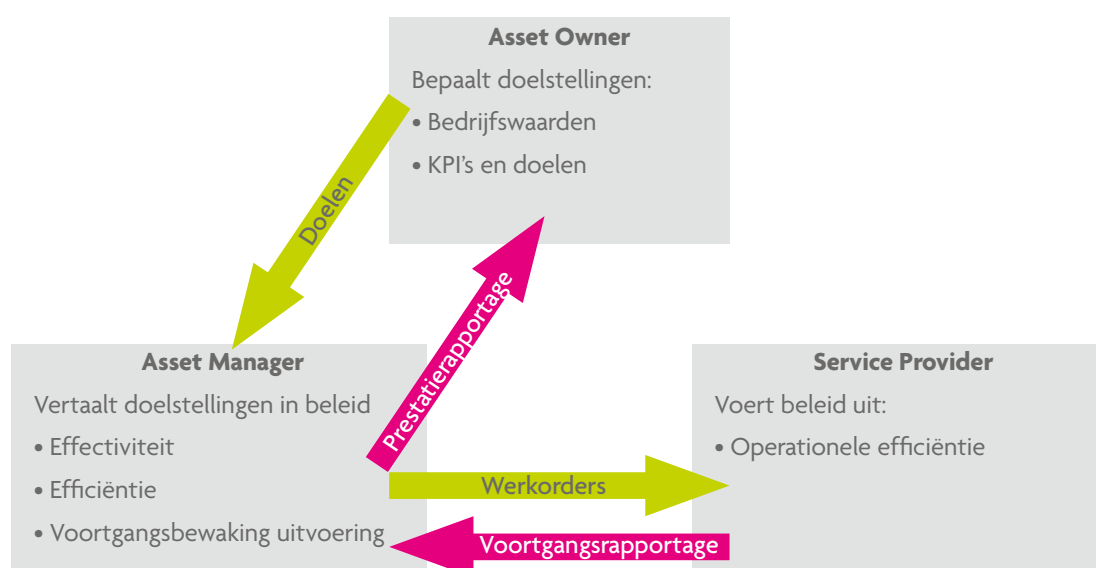 Asset Owner
Bepaalt doelstellingen:
• Bedrijfswaarden
• KPI's en doelen
Doelen
Prestatierapportage
Asset Manager
Vertaalt doelstellingen in beleid
• Effectiviteit
• Efficiëntie
• Voortgangsbewaking uitvoering
Werkorders
Voortgangsrapportage
Service Provider
Voert beleid uit:
• Operationele efficiëntie